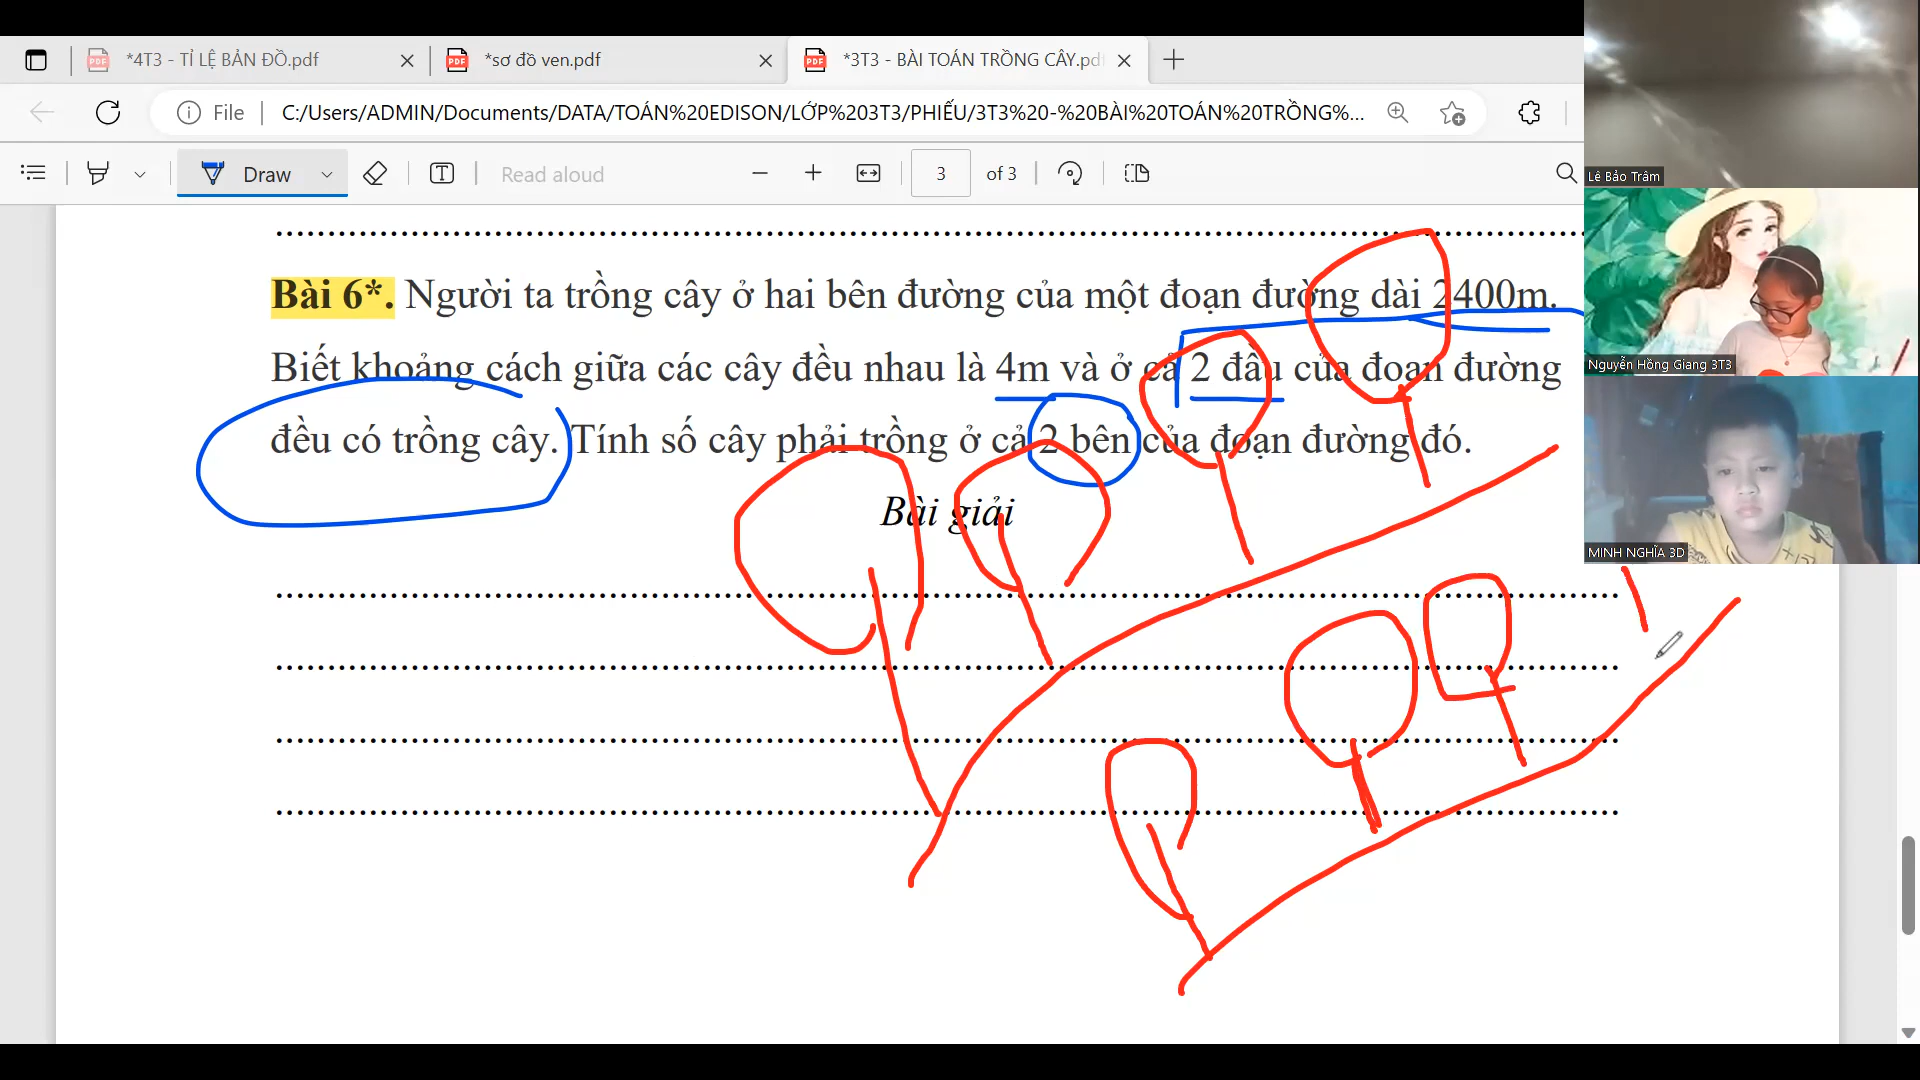 *4T3 - TỈ LỆ BẢN ĐỒ.pdf
*sơ đồ ven.pdf
*3T3 - BÀI TOÁN TRỒNG CÂY.pdf
File
C:/Users/ADMIN/Documents/DATA/TOÁN%20EDISON/LỚP%203T3/PHIẾU/3T3%20-%20BÀI%20TOÁN%20TRỒNG%...
Draw
Read aloud
3 of 3
Lê Bảo Trâm
Nguyễn Hồng Giang 3T3
MINH NGHĨA 3D
Bài 6*. Người ta trồng cây ở hai bên đường của một đoạn đường dài 2400m.
Biết khoảng cách giữa các cây đều nhau là 4m và ở cả 2 đầu của đoạn đường
đều có trồng cây. Tính số cây phải trồng ở cả 2 bên của đoạn đường đó.
Bài giải